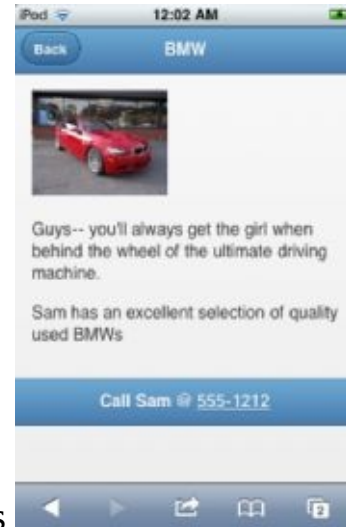 iPod 12:02 AM
Back BMW
Guys-- you'll always get the girl when
behind the wheel of the ultimate driving
machine.
Sam has an excellent selection of quality
used BMWs
Call Sam @ 555-1212
2
s